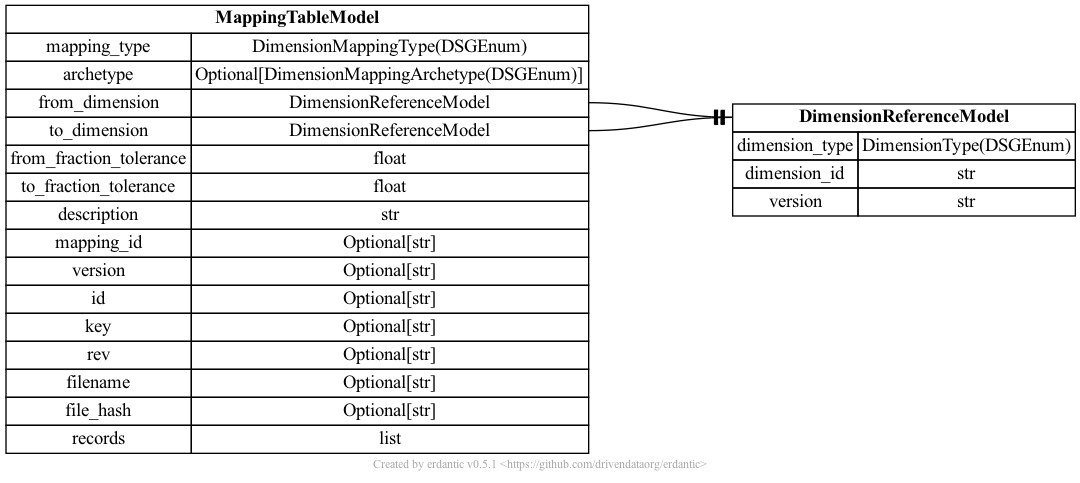 MappingTableModel
mapping_type DimensionMappingType(DSGEnum)
archetype Optional[DimensionMappingArchetype(DSGEnum)]
from_dimension DimensionReferenceModel
to_dimension DimensionReferenceModel
from_fraction_tolerance float
to_fraction_tolerance float
description str
mapping_id Optional[str]
version Optional[str]
id Optional[str]
key Optional[str]
rev Optional[str]
filename Optional[str]
file_hash Optional[str]
records list
DimensionReferenceModel
dimension_type DimensionType(DSGEnum)
dimension_id str
version str
Created by erdantic v0.5.1 <https://github.com/drivendataorg/erdantic>